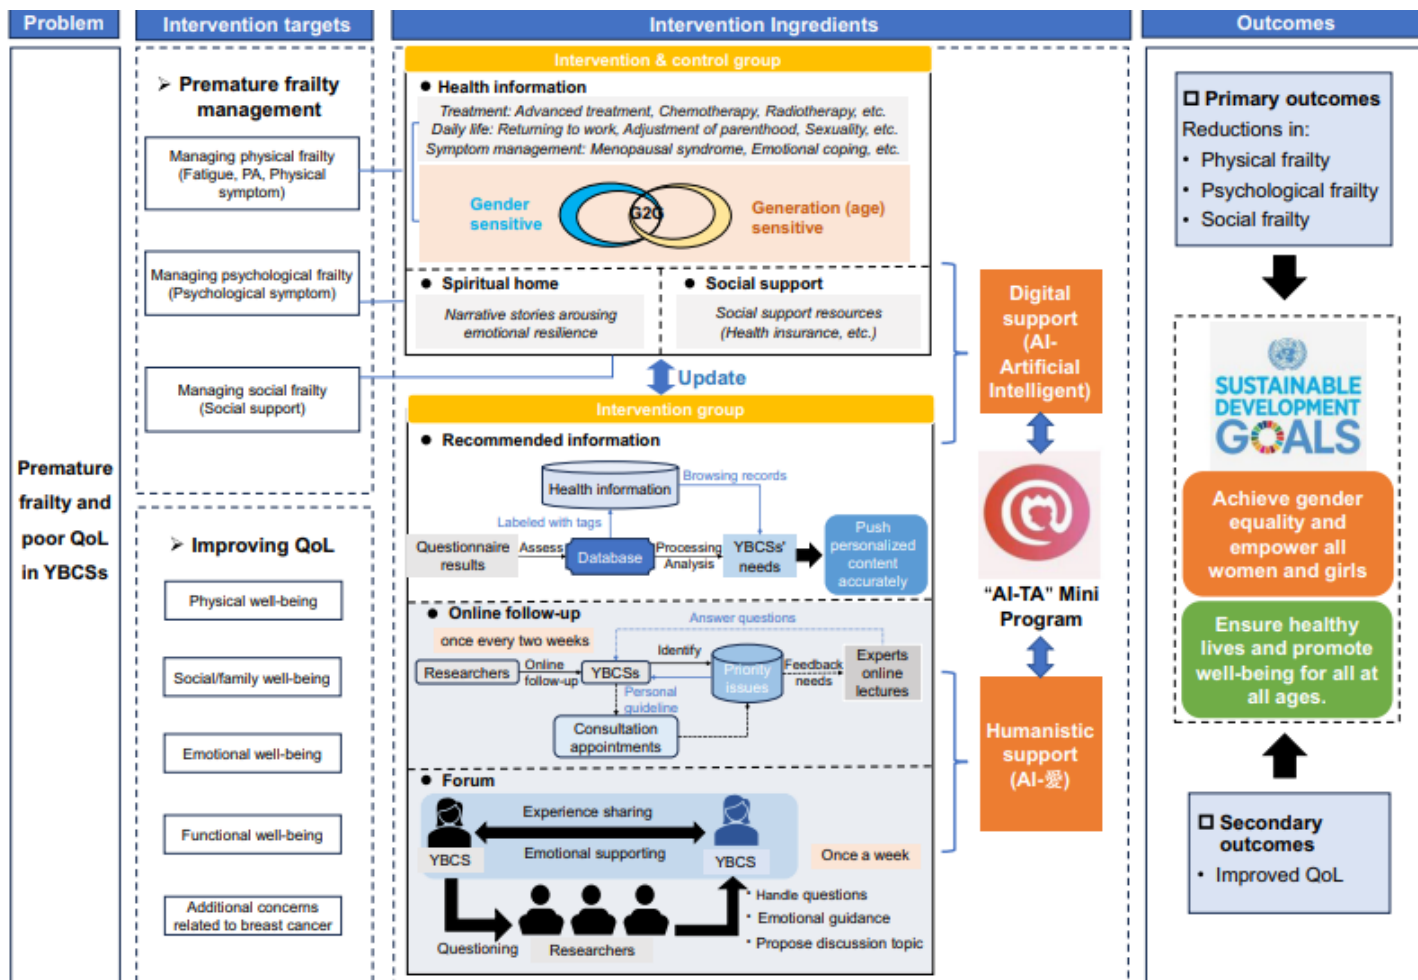 Problem
Intervention targets
Intervention Ingredients
Outcomes
Premature
frailty and
poor QoL
in YBCSs
➢ Premature frailty
management
Managing physical frailty
(Fatigue, PA, Physical
symptom)
Managing psychological frailty
(Psychological symptom)
Managing social frailty
(Social support)
➢ Improving QoL
Physical well-being
Social/family well-being
Emotional well-being
Functional well-being
Additional concerns
related to breast cancer
Intervention & control group
● Health information
Treatment: Advanced treatment, Chemotherapy, Radiotherapy, etc.
Daily life: Returning to work, Adjustment of parenthood, Sexuality, etc.
Symptom management: Menopausal syndrome, Emotional coping, etc.
Gender
sensitive
G2G
Generation (age)
sensitive
● Spiritual home
Narrative stories arousing
emotional resilience
● Social support
Social support resources
(Health insurance, etc.)
Update
Intervention group
● Recommended information
Health information
Browsing records
Labeled with tags
Questionnaire
results
Assess
Database
Processing
Analysis
YBCSs'
needs
Push
personalized
content
accurately
● Online follow-up
once every two weeks
Answer questions
Researchers
Online
follow-up
YBCSs
Identify
Personal
guideline
Priority
issues
Feedback
needs
Experts
online
lectures
Consultation
appointments
● Forum
Experience sharing
Emotional supporting
YBCS
YBCS
Once a week
Questioning
Researchers
• Handle questions
• Emotional guidance
• Propose discussion topic
Digital
support
(AI-
Artificial
Intelligent)
“AI-TA” Mini
Program
Humanistic
support
(AI-愛)
❑ Primary outcomes
Reductions in:
• Physical frailty
• Psychological frailty
• Social frailty
SUSTAINABLE
DEVELOPMENT
GOALS
Achieve gender
equality and
empower all
women and girls
Ensure healthy
lives and promote
well-being for all at
all ages.
❑ Secondary
outcomes
• Improved QoL